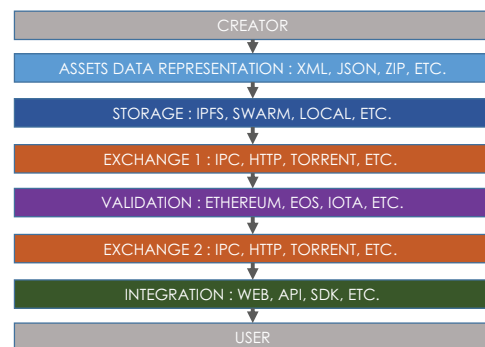 CREATOR
ASSETS DATA REPRESENTATION : XML, JSON, ZIP, ETC.
STORAGE : IPFS, SWARM, LOCAL, ETC.
EXCHANGE 1 : IPC, HTTP, TORRENT, ETC.
VALIDATION : ETHEREUM, EOS, IOTA, ETC.
EXCHANGE 2 : IPC, HTTP, TORRENT, ETC.
INTEGRATION : WEB, API, SDK, ETC.
USER